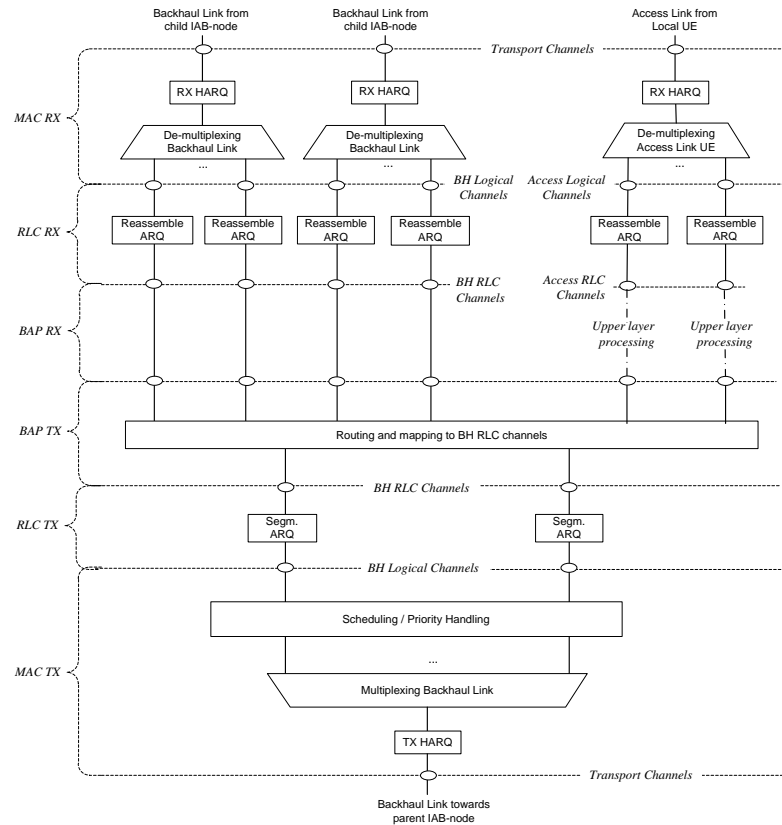 Backhaul Link from
child IAB-node
Backhaul Link from
child IAB-node
Access Link from
Local UE
Transport Channels
MAC RX
RX HARQ
RX HARQ
RX HARQ
De-multiplexing
Backhaul Link
De-multiplexing
Backhaul Link
De-multiplexing
Access Link UE
...
...
...
BH Logical
Channels
Access Logical
Channels
RLC RX
Reassemble
ARQ
Reassemble
ARQ
Reassemble
ARQ
Reassemble
ARQ
Reassemble
ARQ
Reassemble
ARQ
BH RLC
Channels
Access RLC
Channels
BAP RX
Upper layer
processing
Upper layer
processing
BAP TX
Routing and mapping to BH RLC channels
BH RLC Channels
RLC TX
Segm.
ARQ
Segm.
ARQ
BH Logical Channels
Scheduling / Priority Handling
MAC TX
...
Multiplexing Backhaul Link
TX HARQ
Transport Channels
Backhaul Link towards
parent IAB-node